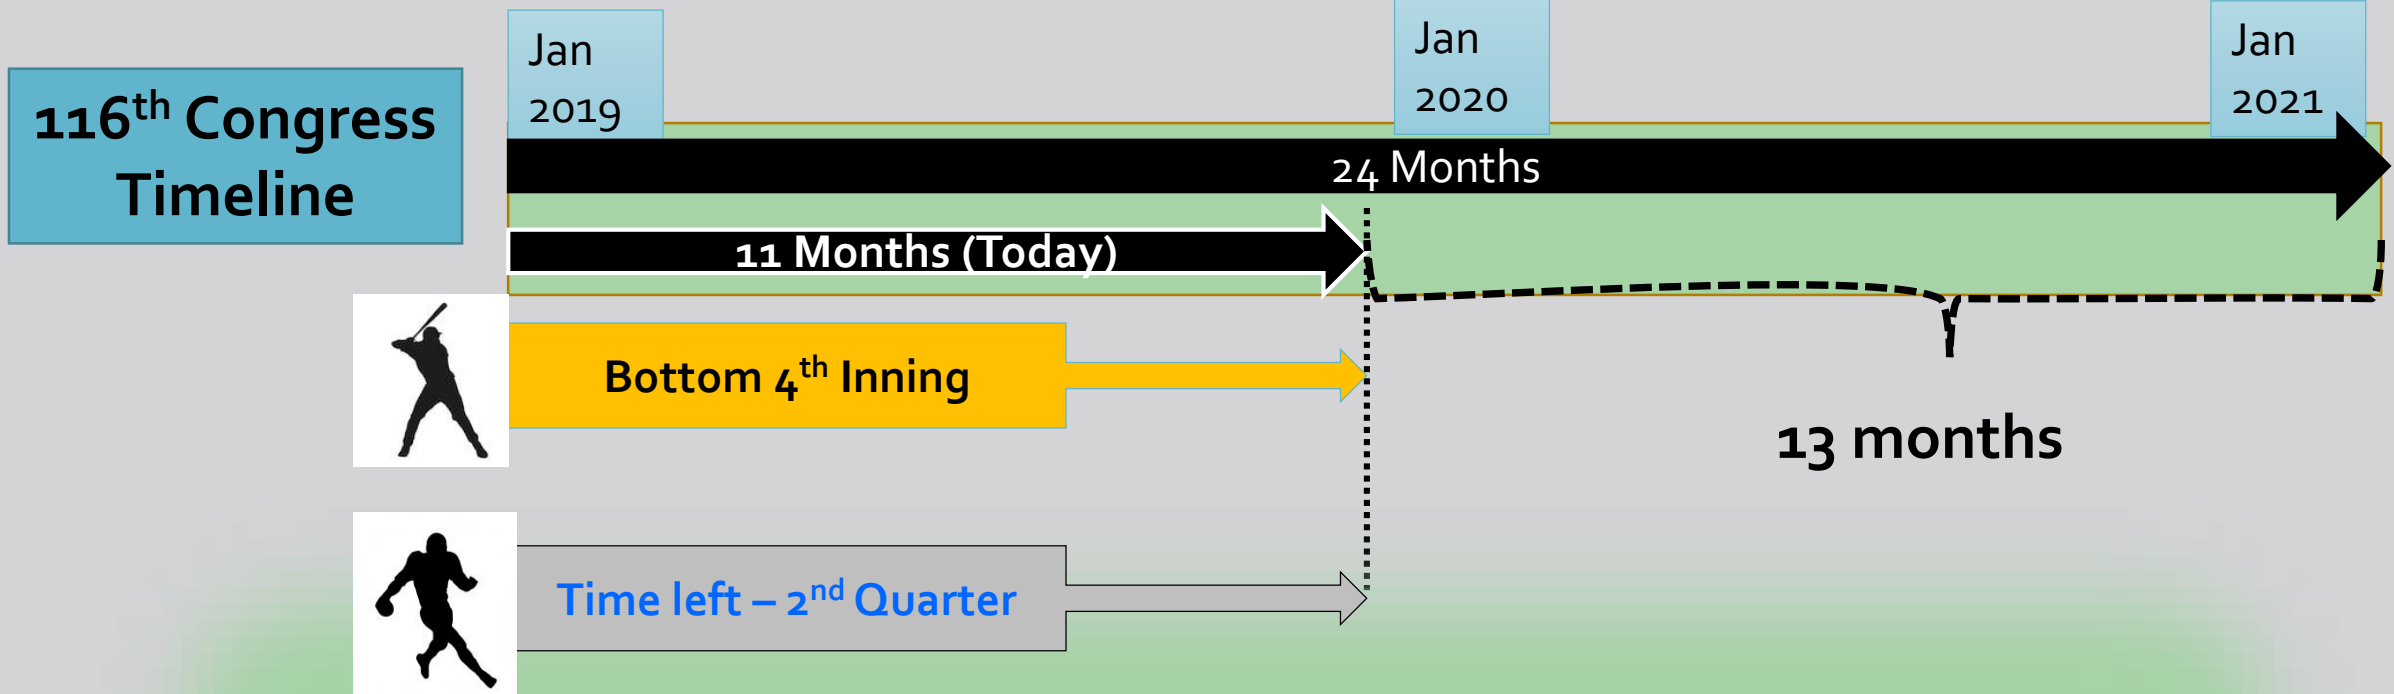 Jan
2019
Jan
2020
Jan
2021
116th Congress
Timeline
24 Months
11 Months (Today)
Bottom 4th Inning
13 months
Time left – 2nd Quarter